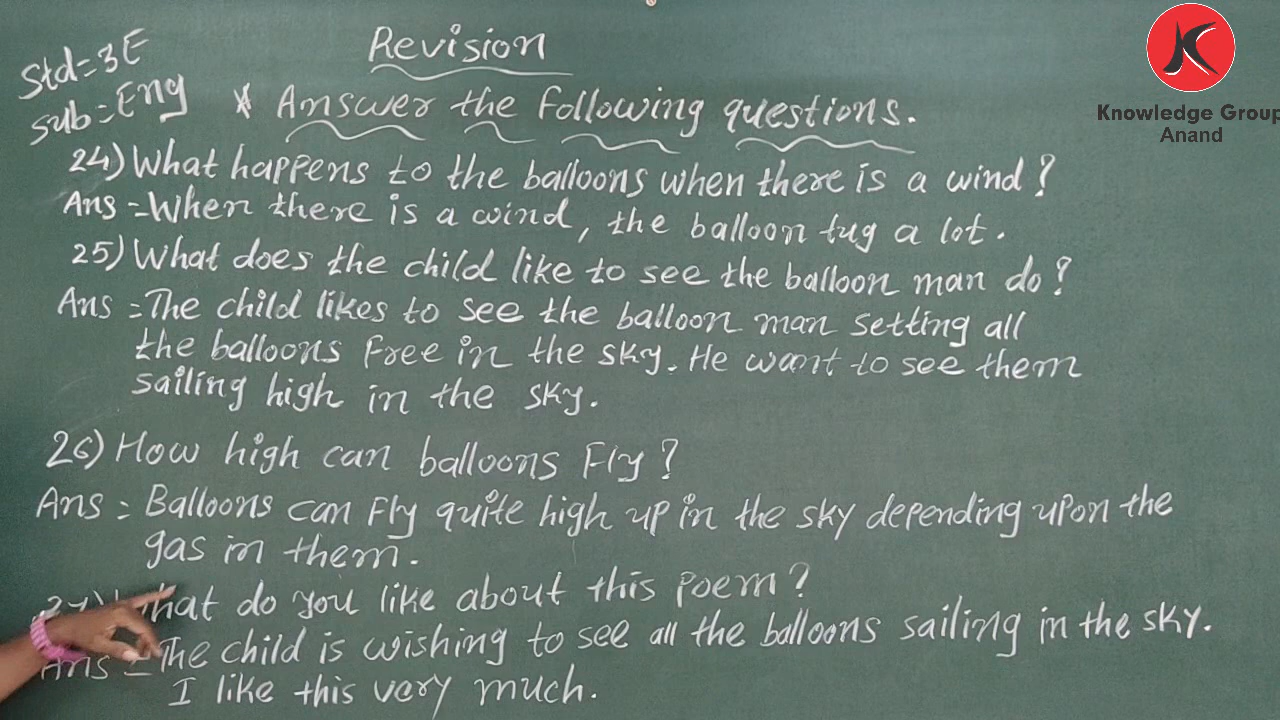 Revision
Std=3E
Sub=Eng
* Answer the following questions.
24) What happens to the balloons when there is a wind?
Ans =When there is a wind, the balloon tug a lot.
25) What does the child like to see the balloon man do?
Ans =The child likes to see the balloon man setting all
the balloons free in the sky. He want to see them
sailing high in the sky.
26) How high can balloons fly?
Ans = Balloons can fly quite high up in the sky depending upon the
gas in them.
27) What do you like about this poem?
Ans =The child is wishing to see all the balloons sailing in the sky.
I like this very much.
Knowledge Group
Anand